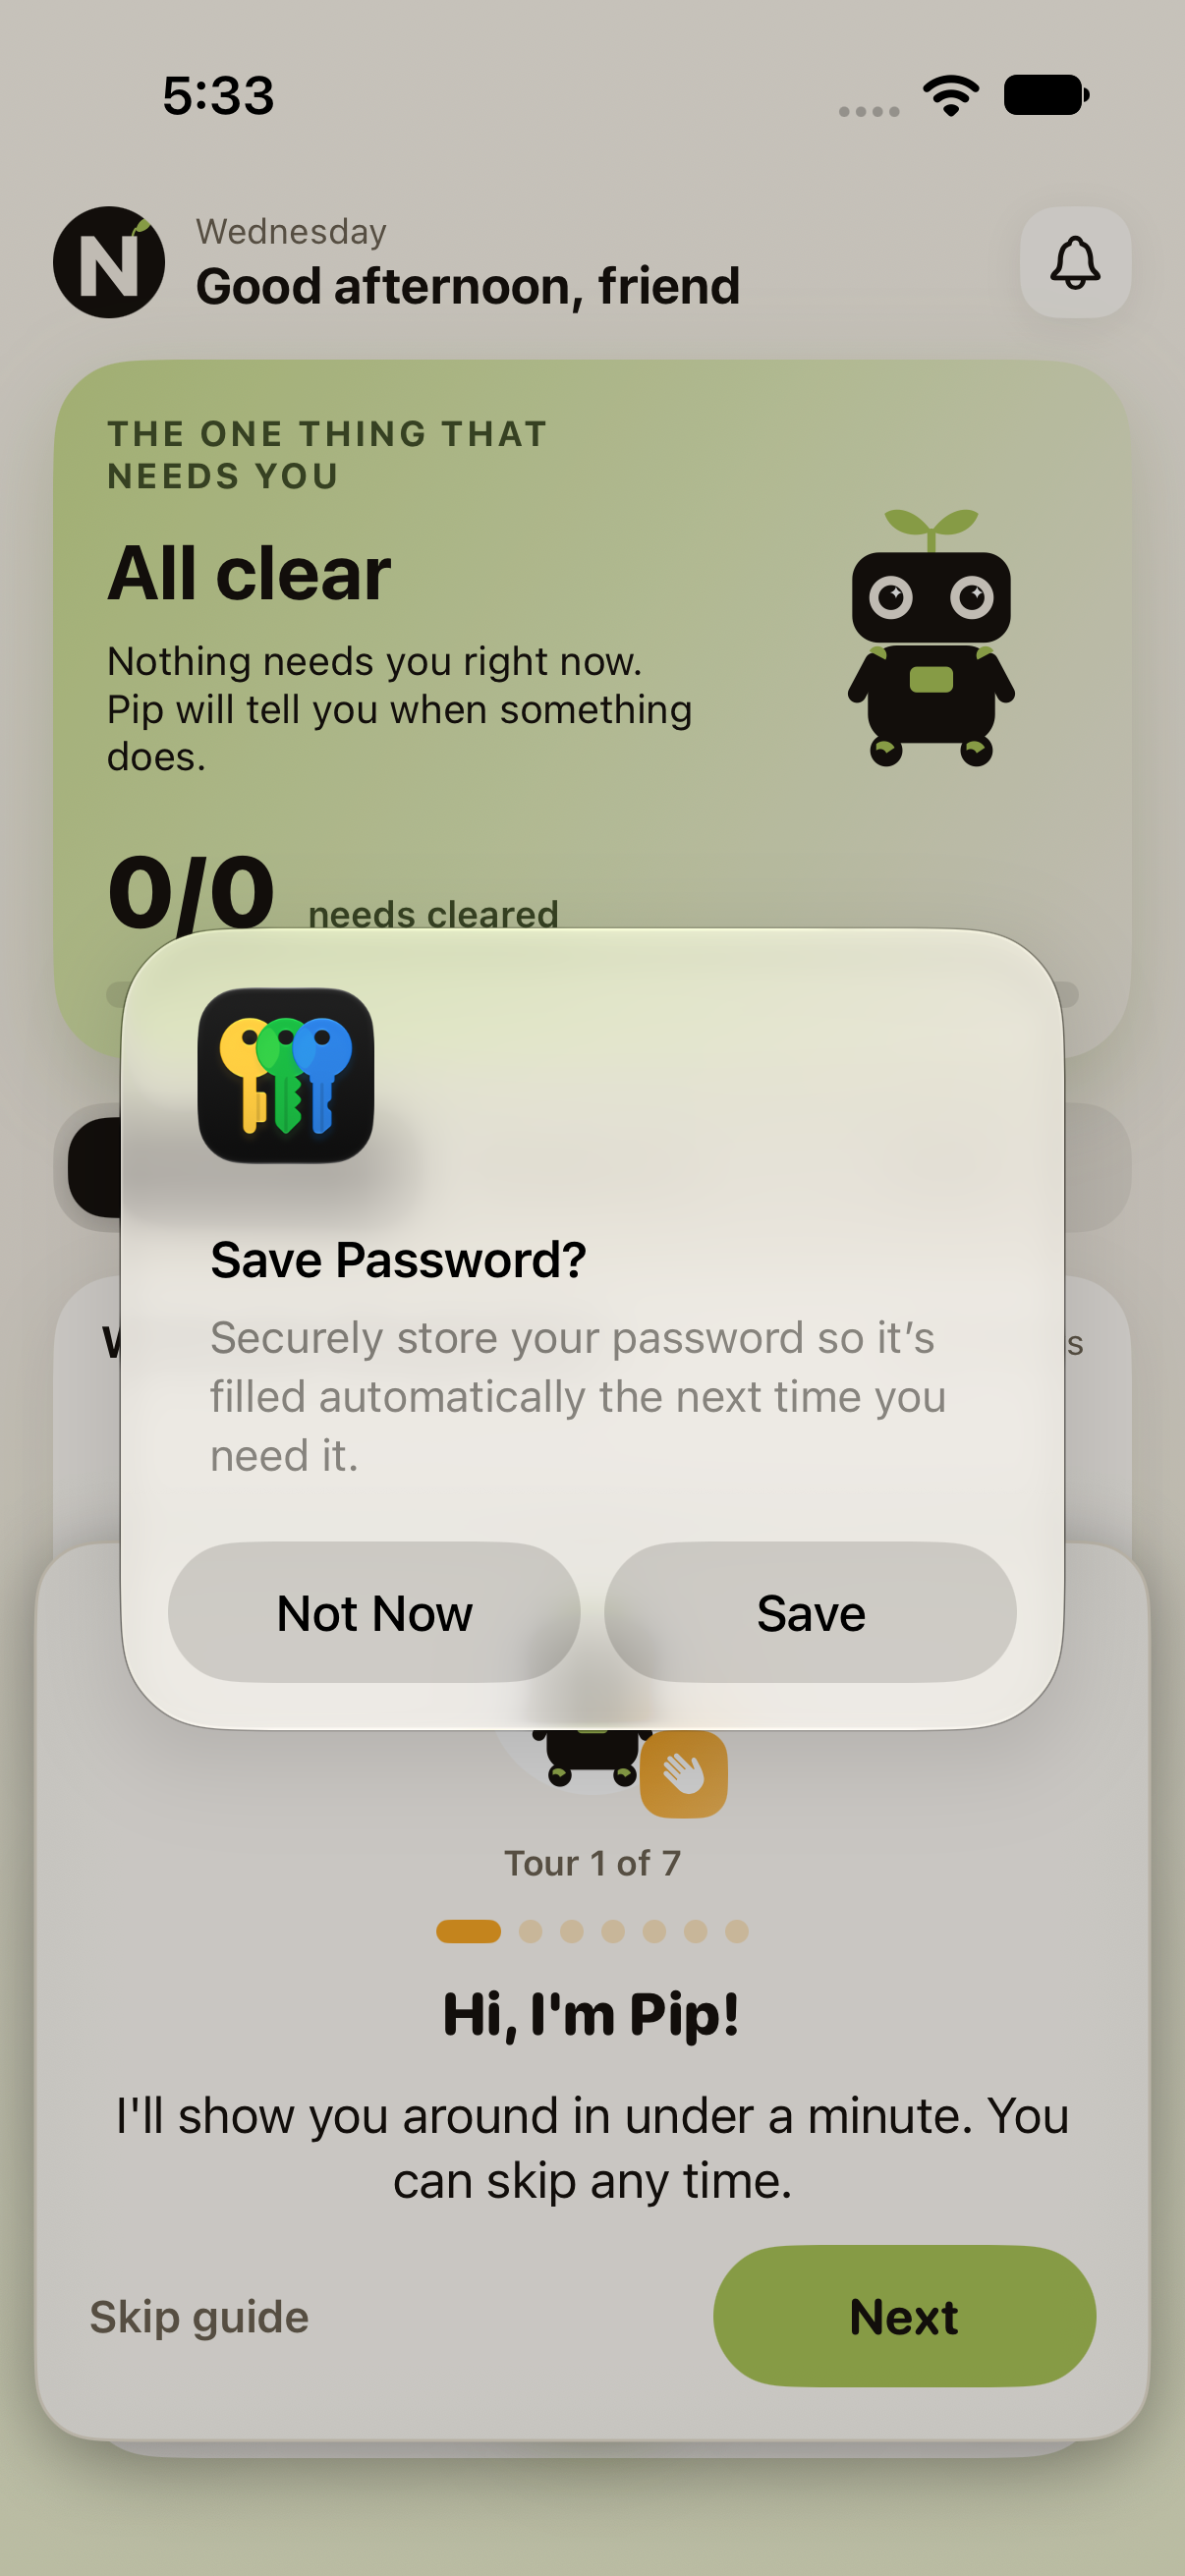 5:33
N
Wednesday
Good afternoon, friend
THE ONE THING THAT
NEEDS YOU
All clear
Nothing needs you right now.
Pip will tell you when something
does.
0/0 needs cleared
Save Password?
Securely store your password so it’s
filled automatically the next time you
need it.
Not Now Save
Tour 1 of 7
Hi, I'm Pip!
I'll show you around in under a minute. You
can skip any time.
Skip guide Next